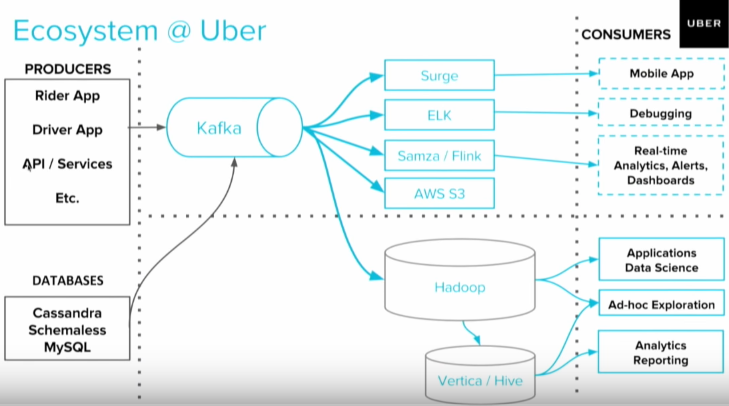 Ecosystem @ Uber
UBER
CONSUMERS
PRODUCERS
Rider App
Driver App
API / Services
Etc.
Kafka
Surge
ELK
Samza / Flink
AWS S3
Mobile App
Debugging
Real-time
Analytics, Alerts,
Dashboards
DATABASES
Cassandra
Schemaless
MySQL
Hadoop
Vertica / Hive
Applications
Data Science
Ad-hoc Exploration
Analytics
Reporting